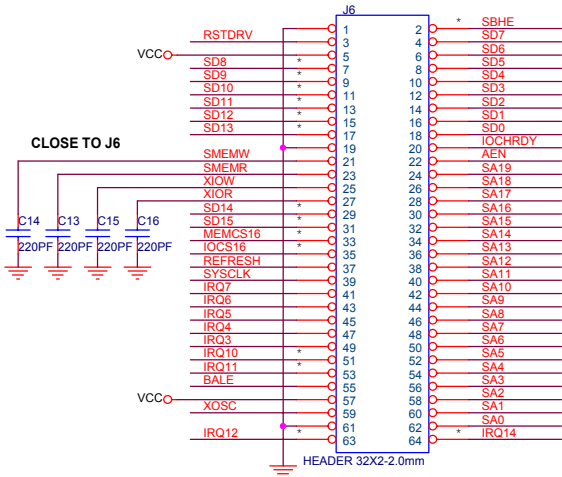 J6
1 2 * SBHE
RSTDRV 3 4 SD7
VCC 5 6 SD6
SD8 * 7 8 SD5
SD9 * 9 10 SD4
SD10 * 11 12 SD3
SD11 * 13 14 SD2
SD12 * 15 16 SD1
SD13 * 17 18 SD0
CLOSE TO J6
19 20 IOCHRDY
SMEMW 21 22 AEN
SMEMR 23 24 SA19
XIOW 25 26 SA18
XIOR 27 28 SA17
SD14 * 29 30 SA16
SD15 * 31 32 SA15
MEMCS16 * 33 34 SA14
IOCS16 * 35 36 SA13
REFRESH 37 38 SA12
SYSCLK 39 40 SA11
IRQ7 41 42 SA10
IRQ6 43 44 SA9
IRQ5 45 46 SA8
IRQ4 47 48 SA7
IRQ3 49 50 SA6
IRQ10 * 51 52 SA5
IRQ11 * 53 54 SA4
BALE 55 56 SA3
VCC 57 58 SA2
XOSC 59 60 SA1
61 62 SA0
IRQ12 * 63 64 * IRQ14
C14 C13 C15 C16
220PF 220PF 220PF 220PF
HEADER 32X2-2.0mm